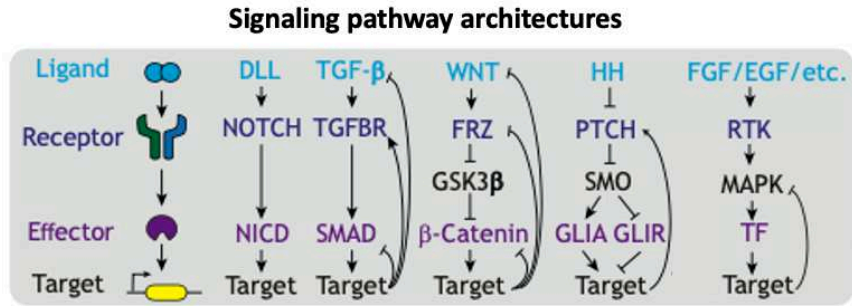 Signaling pathway architectures
Ligand DLL TGF-β WNT HH FGF/EGF/etc.
Receptor NOTCH TGFBR FRZ PTCH RTK
GSK3β SMO MAPK
Effector NICD SMAD β-Catenin GLIA GLIR TF
Target Target Target Target Target Target